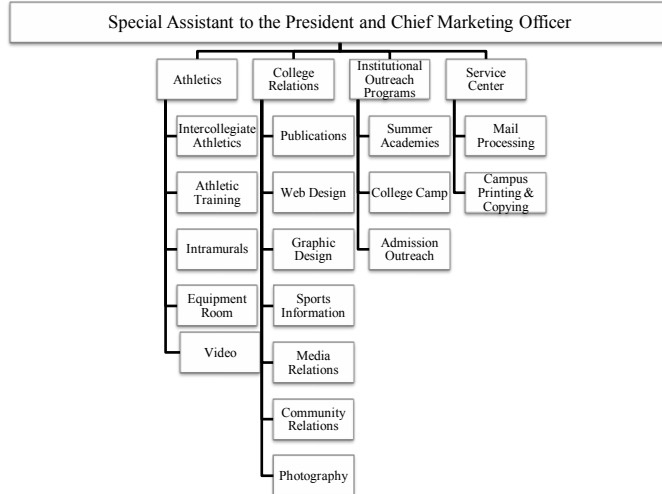 Special Assistant to the President and Chief Marketing Officer
Athletics
Intercollegiate
Athletics
Athletic
Training
Intramurals
Equipment
Room
Video
College
Relations
Publications
Web Design
Graphic
Design
Sports
Information
Media
Relations
Community
Relations
Photography
Institutional
Outreach
Programs
Summer
Academies
College Camp
Admission
Outreach
Service
Center
Mail
Processing
Campus
Printing &
Copying